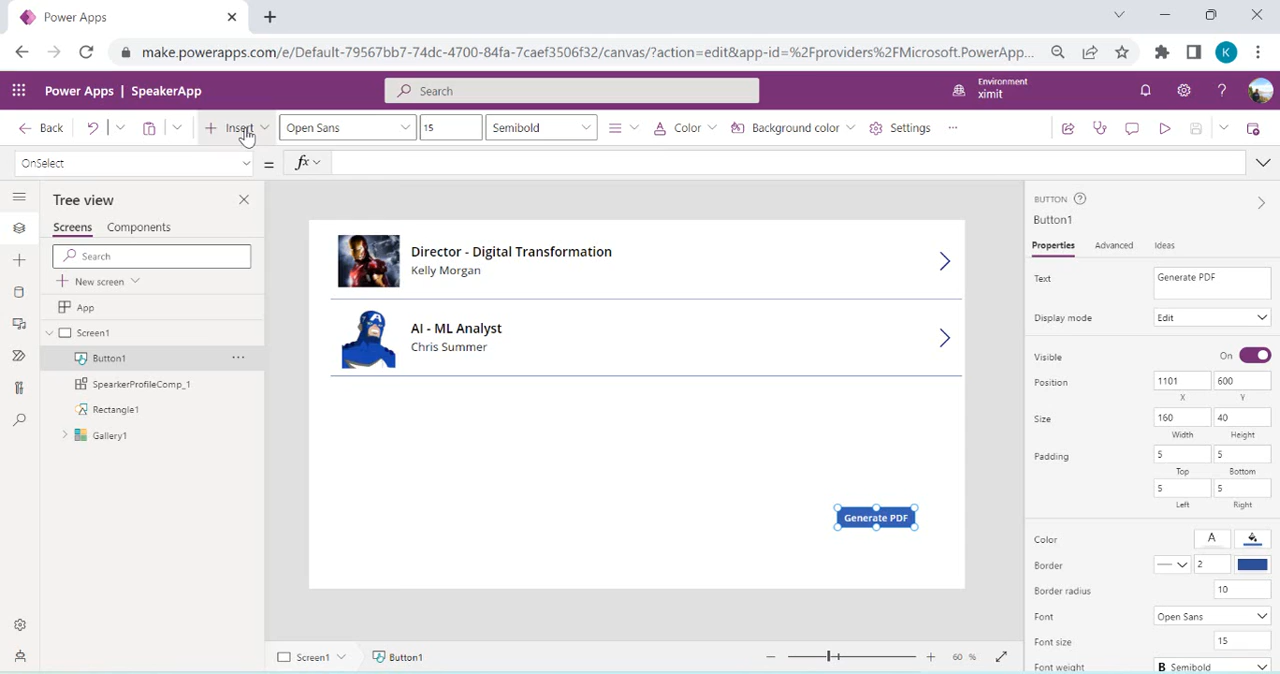 Power Apps
make.powerapps.com/e/Default-79567bb7-74dc-4700-84fa-7caef3506f32/canvas/?action=edit&app-id=%2Fproviders%2FMicrosoft.PowerApp...
K
Power Apps | SpeakerApp
Search
Environment
ximit
Back
Insert
Open Sans
15
Semibold
Color
Background color
Settings
OnSelect
=
fx
Tree view
Screens
Components
Search
New screen
App
Screen1
Button1
SpearkerProfileComp_1
Rectangle1
Gallery1
Director - Digital Transformation
Kelly Morgan
AI - ML Analyst
Chris Summer
Generate PDF
Screen1
Button1
60 %
BUTTON
Button1
Properties
Advanced
Ideas
Text
Generate PDF
Display mode
Edit
Visible
On
Position
1101
600
X
Y
Size
160
40
Width
Height
Padding
5
5
Top
Bottom
5
5
Left
Right
Color
A
Border
2
Border radius
10
Font
Open Sans
Font size
15
Font weight
B Semibold